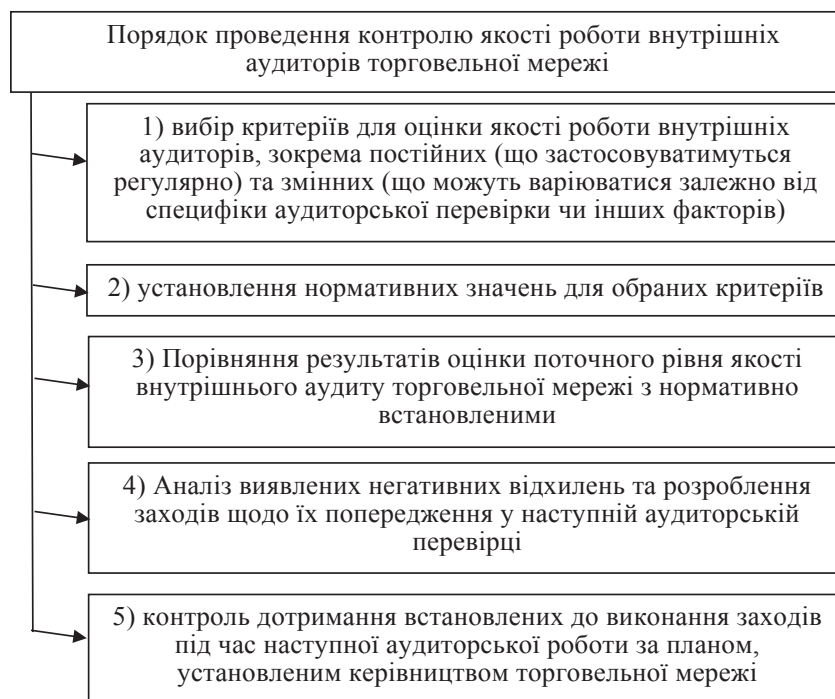 Порядок проведення контролю якості роботи внутрішніх
аудиторів торговельної мережі
1) вибір критеріїв для оцінки якості роботи внутрішніх
аудиторів, зокрема постійних (що застосовуватимуться
регулярно) та змінних (що можуть варіюватися залежно від
специфіки аудиторської перевірки чи інших факторів)
2) установлення нормативних значень для обраних критеріїв
3) Порівняння результатів оцінки поточного рівня якості
внутрішнього аудиту торговельної мережі з нормативно
встановленими
4) Аналіз виявлених негативних відхилень та розроблення
заходів щодо їх попередження у наступній аудиторській
перевірці
5) контроль дотримання встановлених до виконання заходів
під час наступної аудиторської роботи за планом,
установленим керівництвом торговельної мережі